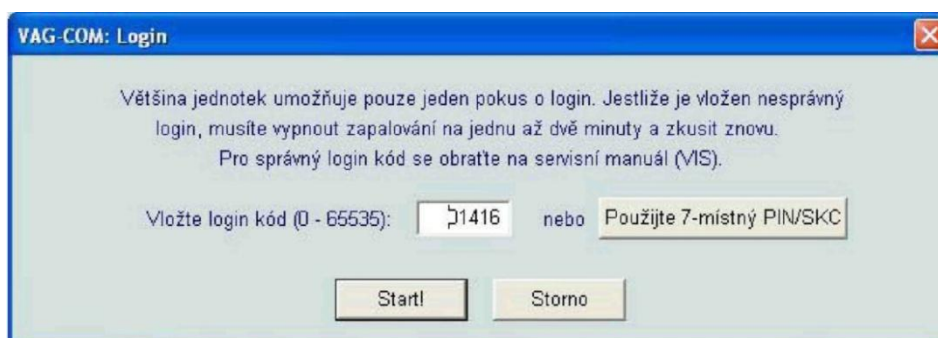 VAG-COM: Login
Většina jednotek umožňuje pouze jeden pokus o login. Jestliže je vložen nesprávný
login, musíte vypnout zapalování na jednu až dvě minuty a zkusit znovu.
Pro správný login kód se obraťte na servisní manuál (VIS).
Vložte login kód (0 - 65535): 01416 nebo Použijte 7-místný PIN/SKC
Start! Storno